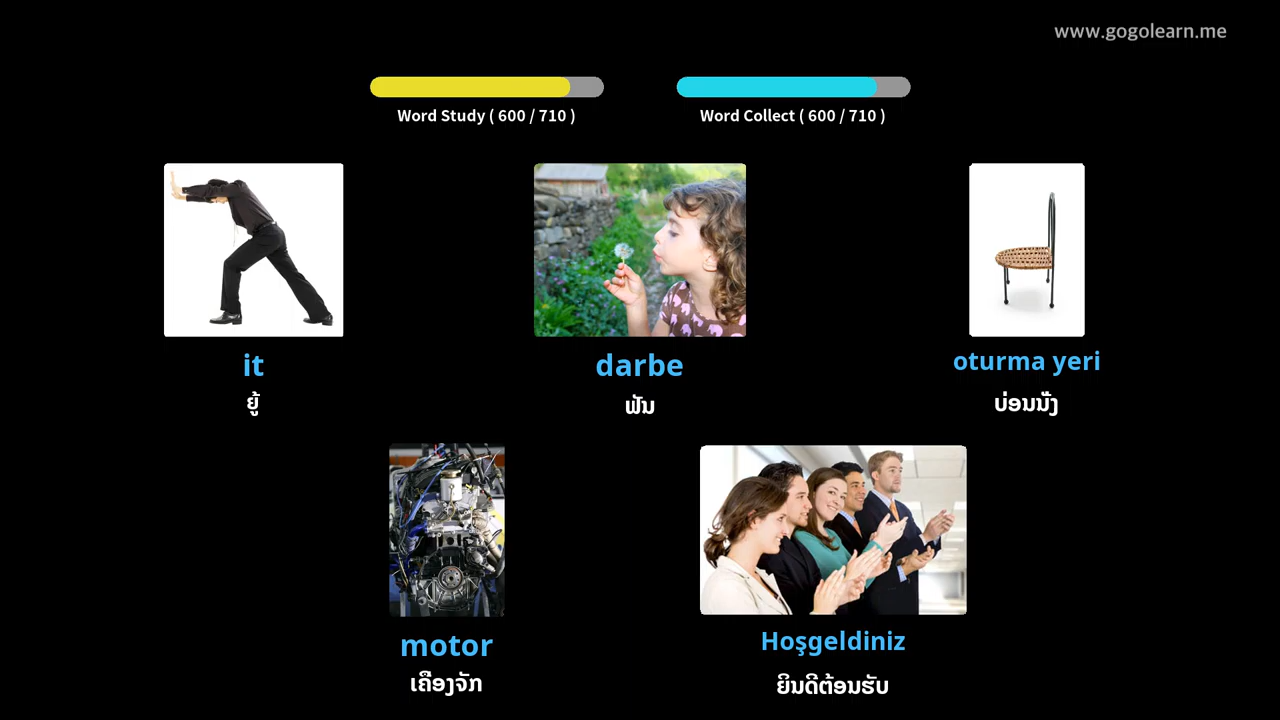 www.gogolearn.me
Word Study ( 600 / 710 )
Word Collect ( 600 / 710 )
it
ຍູ້
darbe
ຟັນ
oturma yeri
ບ່ອນນັ່ງ
motor
ເຄື່ອງຈັກ
Hoşgeldiniz
ຍິນດີຕ້ອນຮັບ